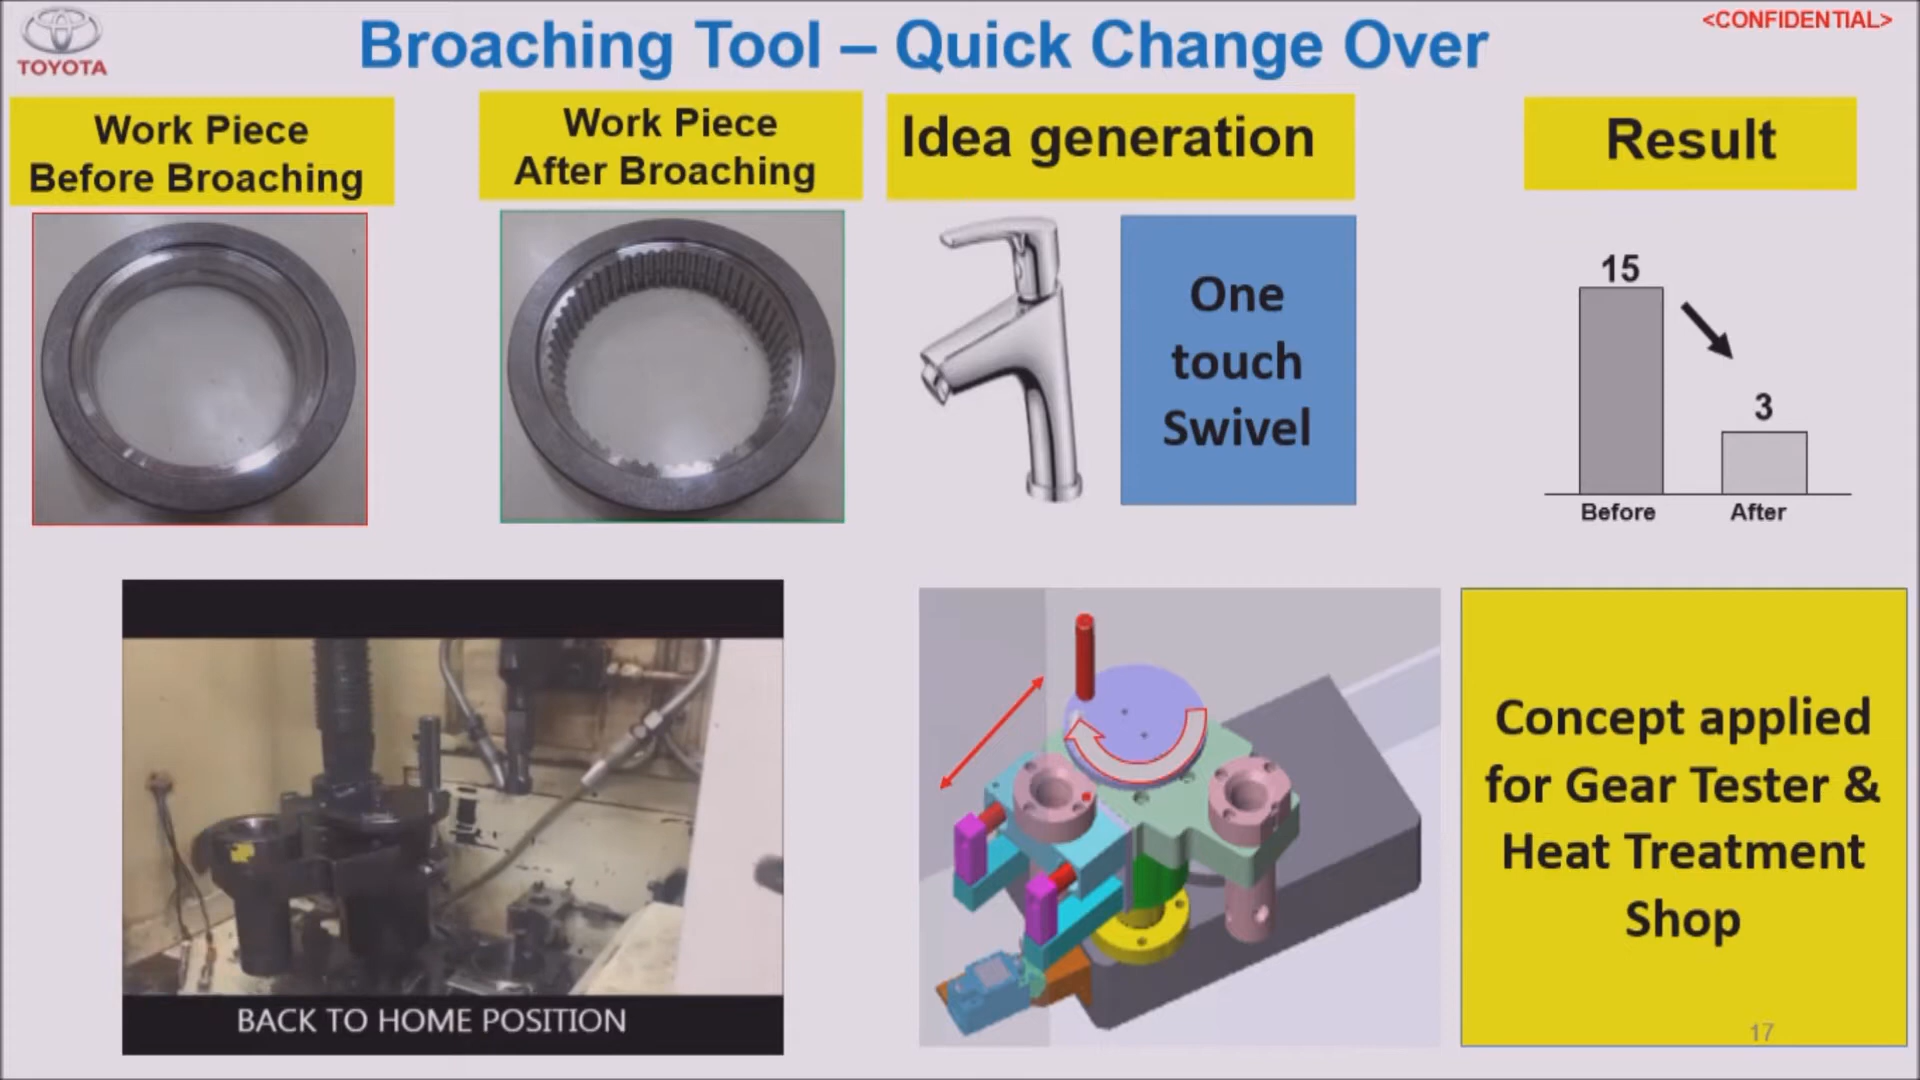 TOYOTA
Broaching Tool – Quick Change Over
<CONFIDENTIAL>
Work Piece
Before Broaching
Work Piece
After Broaching
Idea generation
Result
One
touch
Swivel
15
3
Before
After
BACK TO HOME POSITION
Concept applied
for Gear Tester &
Heat Treatment
Shop
17